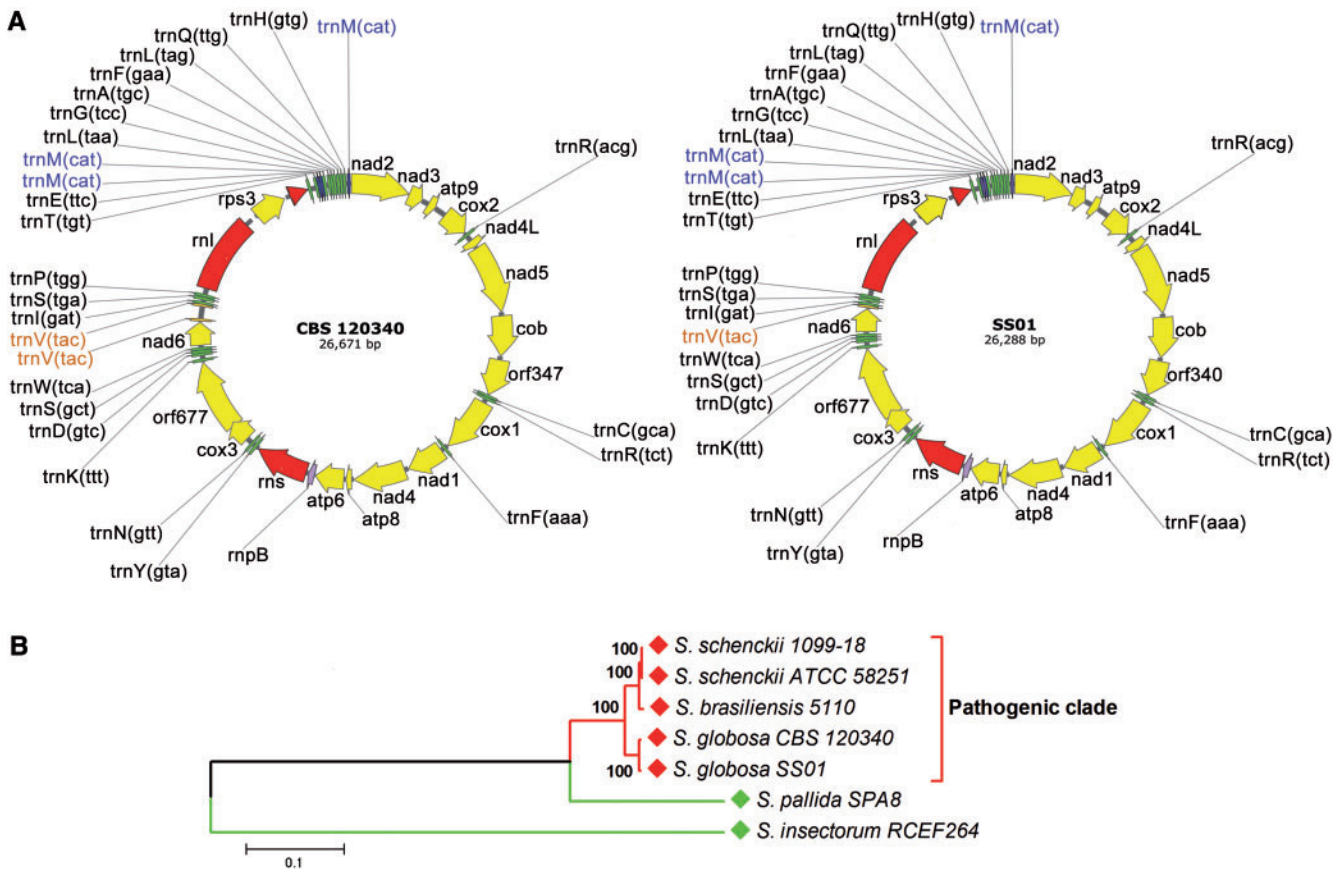 A
trnH(gtg)
trnM(cat)
trnQ(ttg)
trnL(tag)
trnF(gaa)
trnA(tgc)
trnG(tcc)
trnL(taa)
trnM(cat)
trnM(cat)
trnE(ttc)
trnT(tgt)
rps3
rnl
trnP(tgg)
trnS(tga)
trnI(gat)
trnV(tac)
trnV(tac)
nad6
trnW(tca)
trnS(gct)
trnD(gtc)
trnK(ttt)
orf677
cox3
trnN(gtt)
trnY(gta)
rns
rnpB
atp6
atp8
nad4
nad1
trnF(aaa)
cox1
trnR(tct)
trnC(gca)
orf347
cob
nad5
nad4L
trnR(acg)
cox2
atp9
nad3
nad2
CBS 120340
26,671 bp
trnH(gtg)
trnM(cat)
trnQ(ttg)
trnL(tag)
trnF(gaa)
trnA(tgc)
trnG(tcc)
trnL(taa)
trnM(cat)
trnM(cat)
trnE(ttc)
trnT(tgt)
rps3
rnl
trnP(tgg)
trnS(tga)
trnI(gat)
trnV(tac)
nad6
trnW(tca)
trnS(gct)
trnD(gtc)
trnK(ttt)
orf677
cox3
trnN(gtt)
trnY(gta)
rns
rnpB
atp6
atp8
nad4
nad1
trnF(aaa)
cox1
trnR(tct)
trnC(gca)
orf340
cob
nad5
nad4L
trnR(acg)
cox2
atp9
nad3
nad2
SS01
26,288 bp
B
100
S. schenckii 1099-18
100
S. schenckii ATCC 58251
100
S. brasiliensis 5110
S. globosa CBS 120340
100
S. globosa SS01
S. pallida SPA8
S. insectorum RCEF264
Pathogenic clade
0.1